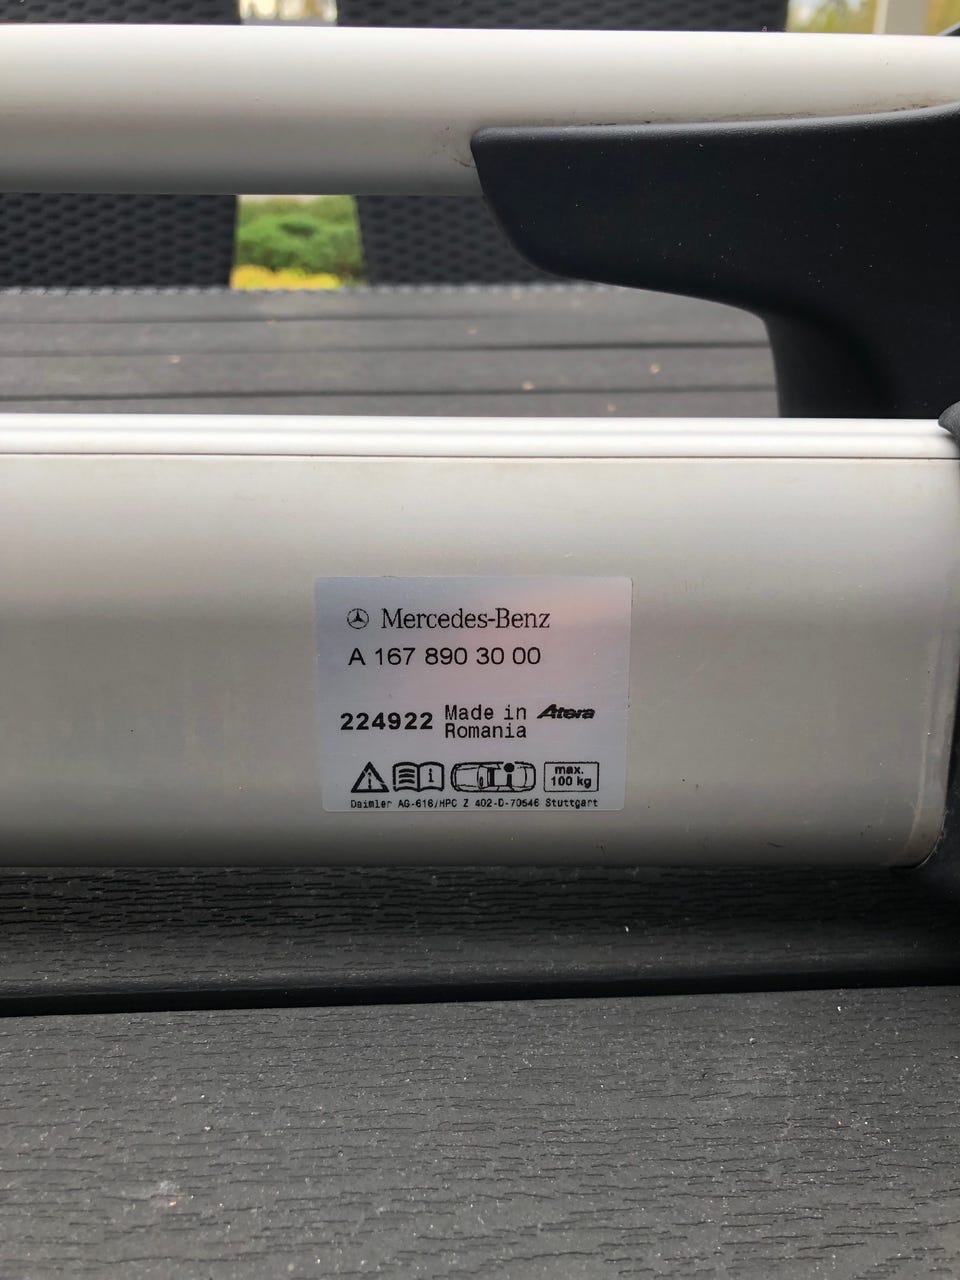 Mercedes-Benz
A 167 890 30 00
224922 Made in Romania Atera
i i max. 100 kg
Daimler AG-616/HPC Z 402-D-70546 Stuttgart